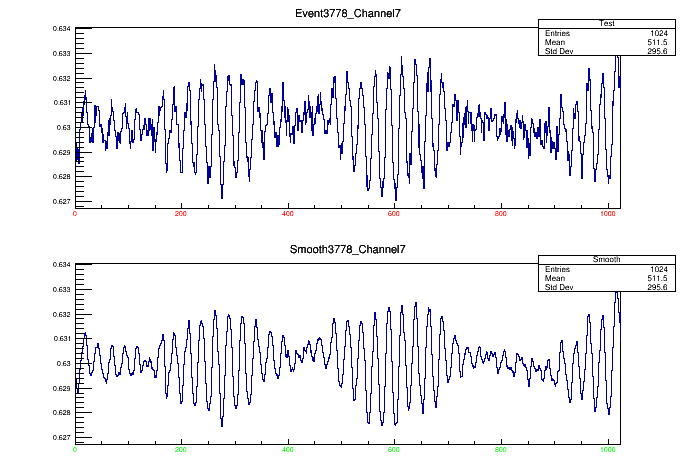 Event3778_Channel7
Test
Entries 1024
Mean 511.5
Std Dev 295.6
0.634
0.633
0.632
0.631
0.63
0.629
0.628
0.627
0 200 400 600 800 1000
Smooth3778_Channel7
Smooth
Entries 1024
Mean 511.5
Std Dev 295.6
0.634
0.633
0.632
0.631
0.63
0.629
0.628
0.627
0 200 400 600 800 1000